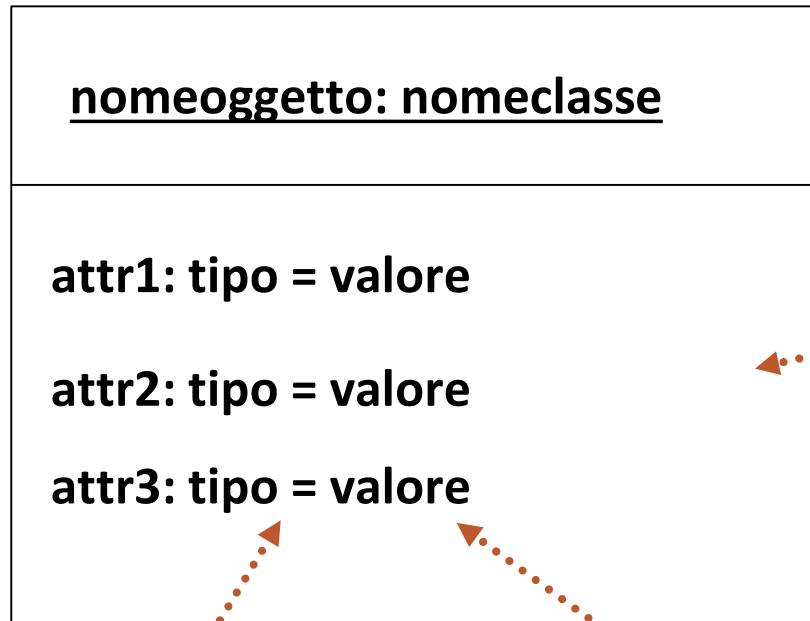 nomeoggetto: nomeclasse
attr1: tipo = valore
attr2: tipo = valore
attr3: tipo = valore